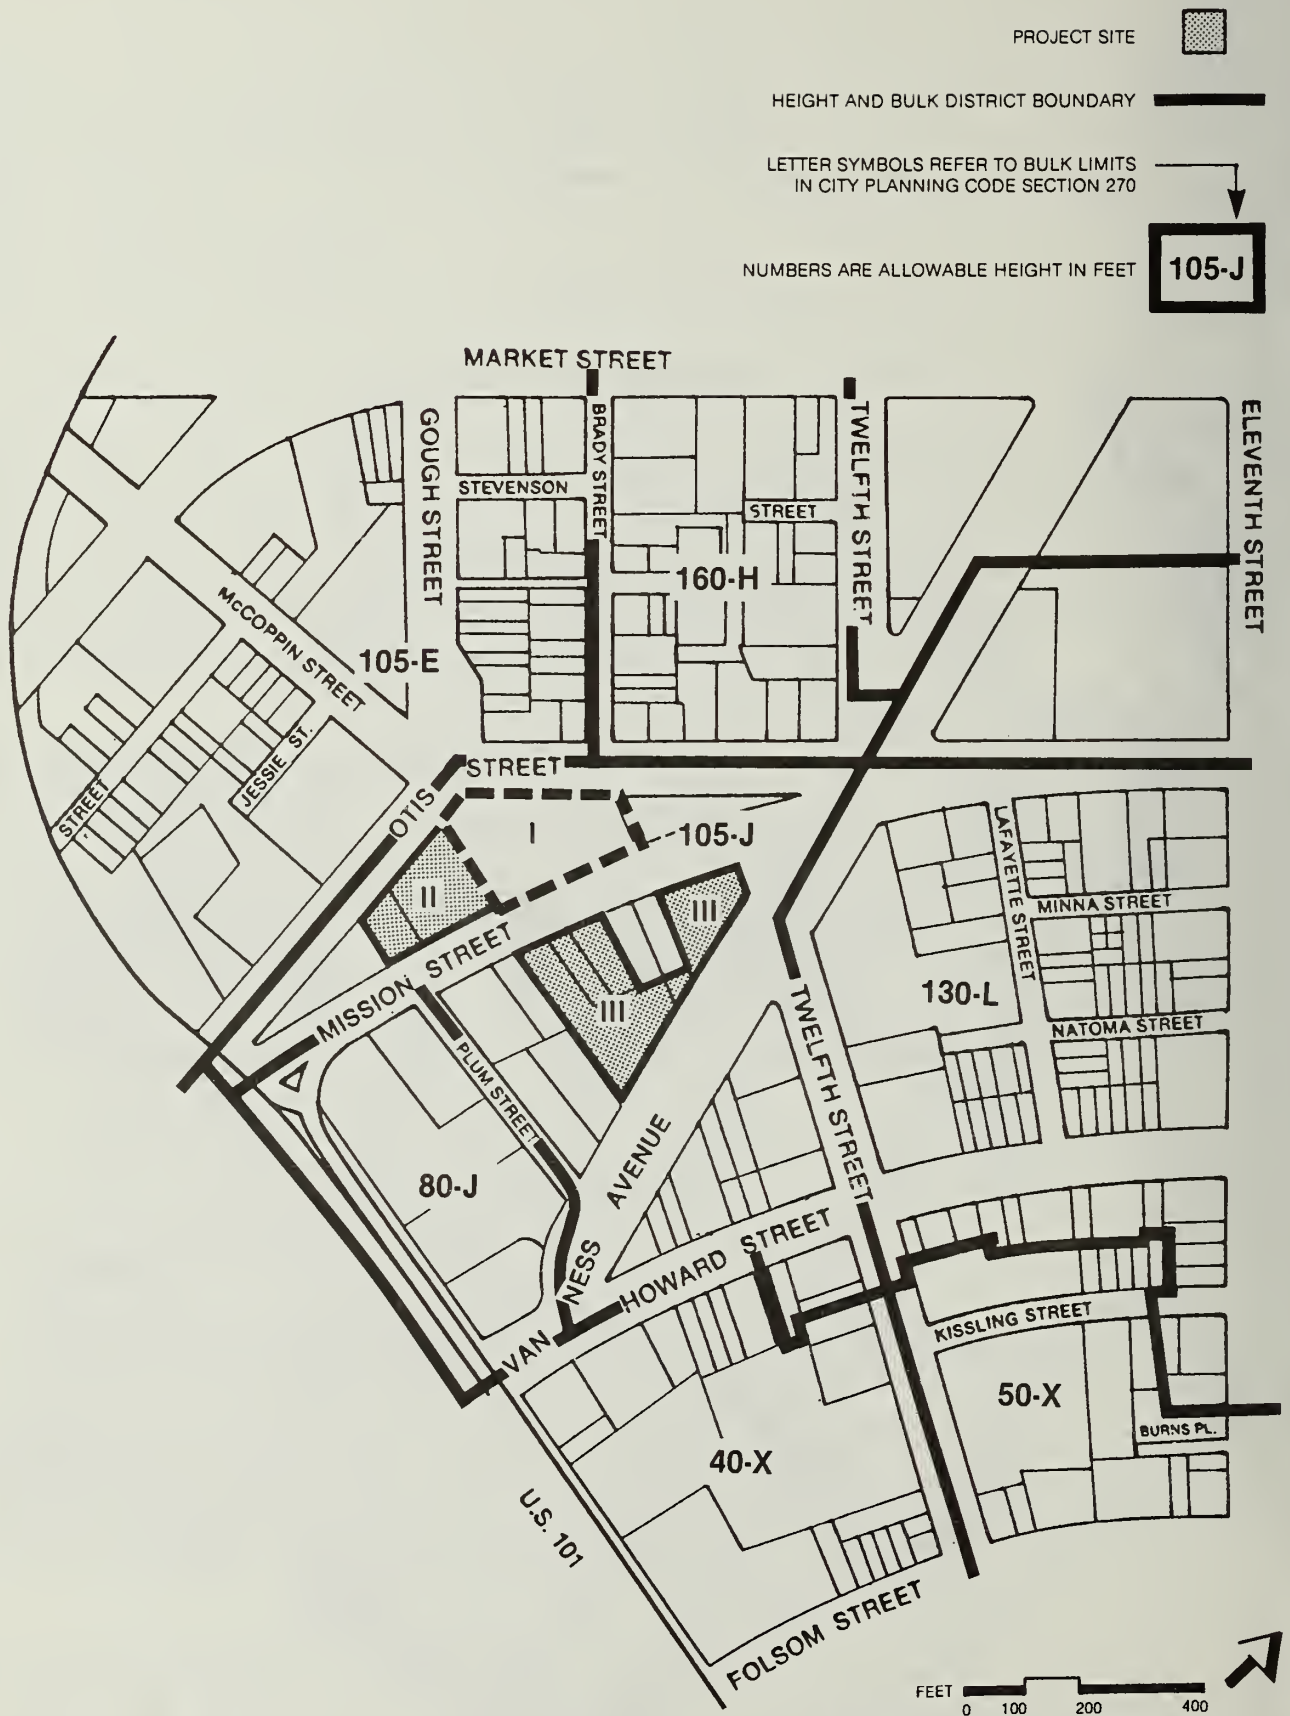 PROJECT SITE
HEIGHT AND BULK DISTRICT BOUNDARY
LETTER SYMBOLS REFER TO BULK LIMITS
IN CITY PLANNING CODE SECTION 270
NUMBERS ARE ALLOWABLE HEIGHT IN FEET
105-J
MARKET STREET
GOUGH STREET
BRADY STREET
TWELFTH STREET
ELEVENTH STREET
STEVENSON
STREET
160-H
McCOPPIN STREET
105-E
JESSIE ST.
STREET
OTIS
STREET
I
105-J
II
III
III
LAFAYETTE STREET
MINNA STREET
MISSION STREET
130-L
NATOMA STREET
PLUM STREET
TWELFTH STREET
80-J
VAN
NESS
AVENUE
HOWARD STREET
KISSLING STREET
50-X
BURNS PL.
40-X
U.S. 101
FOLSOM STREET
FEET
0 100 200 400